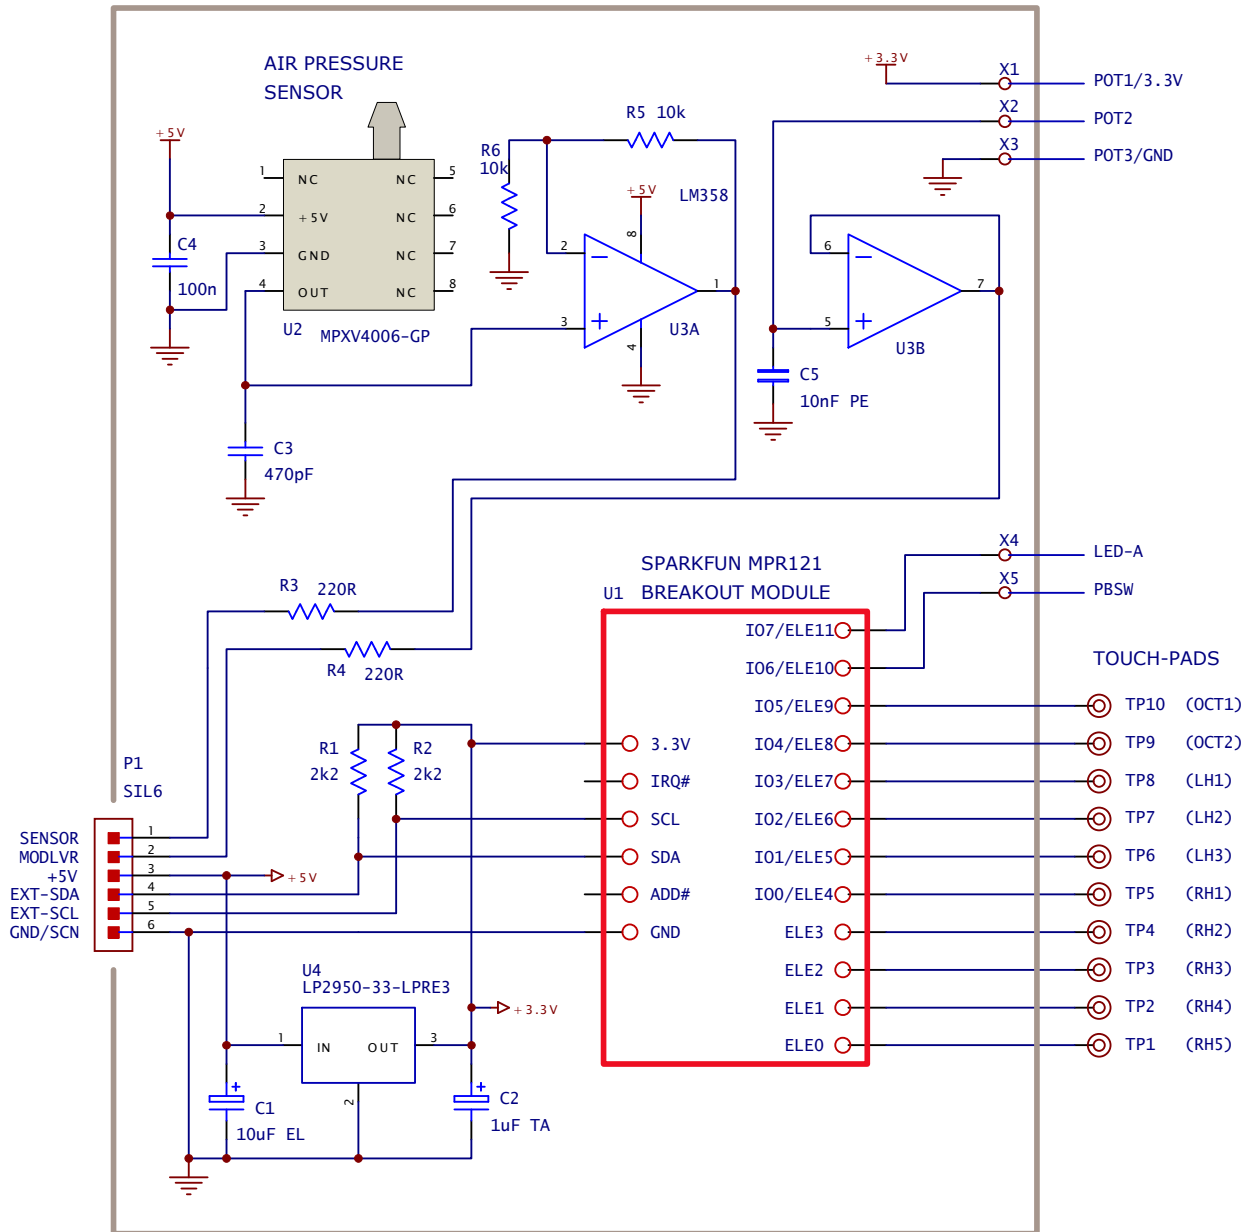 AIR PRESSURE
SENSOR
+5V
1 NC NC 5
2 +5V NC 6
3 GND NC 7
4 OUT NC 8
U2
MPXV4006-GP
C4
100n
C3
470pF
R5 10k
R6
10k
+5V
LM358
8
2
3
1
4
U3A
6
5
7
U3B
C5
10nF PE
+3.3V
X1
POT1/3.3V
X2
POT2
X3
POT3/GND
X4
LED-A
X5
PBSW
R3 220R
R4 220R
SPARKFUN MPR121
U1 BREAKOUT MODULE
IO7/ELE11
IO6/ELE10
IO5/ELE9
3.3V IO4/ELE8
IRQ# IO3/ELE7
SCL IO2/ELE6
SDA IO1/ELE5
ADD# IO0/ELE4
GND ELE3
ELE2
ELE1
ELE0
TOUCH-PADS
TP10 (OCT1)
TP9 (OCT2)
TP8 (LH1)
TP7 (LH2)
TP6 (LH3)
TP5 (RH1)
TP4 (RH2)
TP3 (RH3)
TP2 (RH4)
TP1 (RH5)
R1
2k2
R2
2k2
P1
SIL6
SENSOR 1
MODLVR 2
+5V 3
EXT-SDA 4
EXT-SCL 5
GND/SCN 6
+5V
U4
LP2950-33-LPRE3
1 IN OUT 3
2
+3.3V
+
C1
10uF EL
+
C2
1uF TA